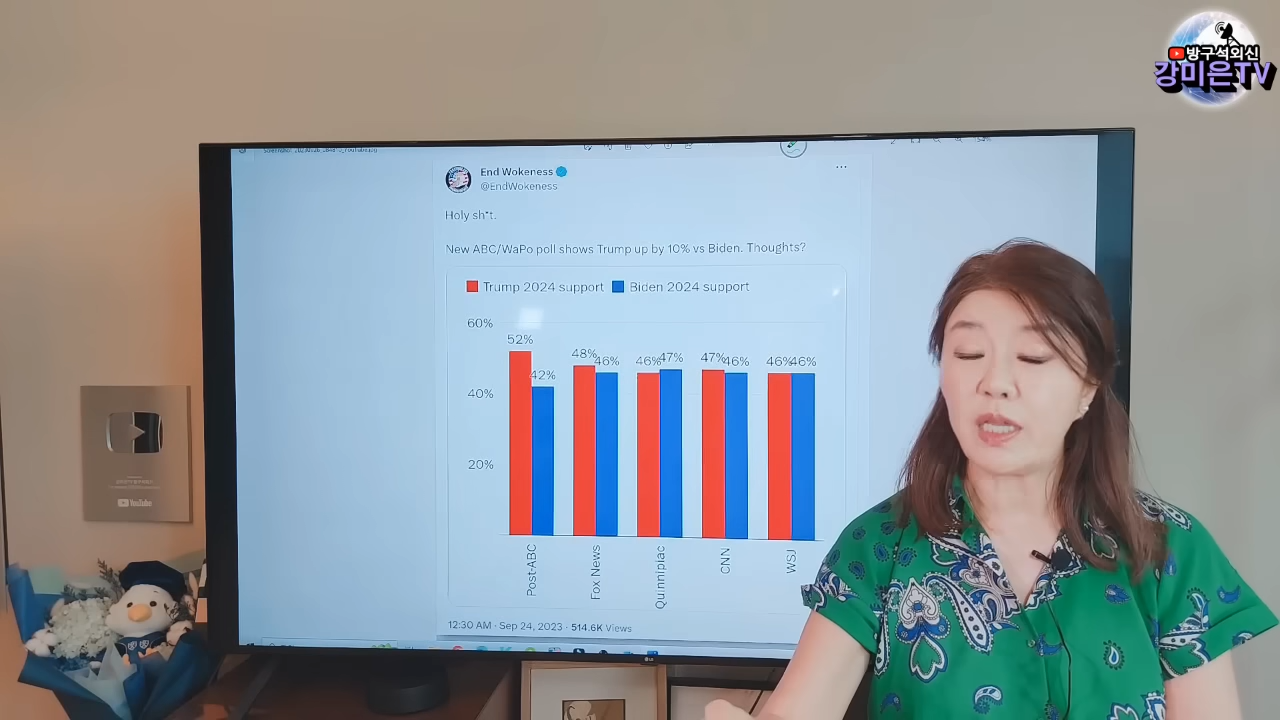 방구석외신
강미은TV
End Wokeness
@EndWokeness
Holy sh*t.
New ABC/WaPo poll shows Trump up by 10% vs Biden. Thoughts?
Trump 2024 support Biden 2024 support
60%
40%
20%
52% 42% 48% 46% 46% 47% 47% 46% 46% 46%
Post-ABC Fox News Quinnipiac CNN WSJ
12:30 AM · Sep 24, 2023 · 514.6K Views
YouTube
LG